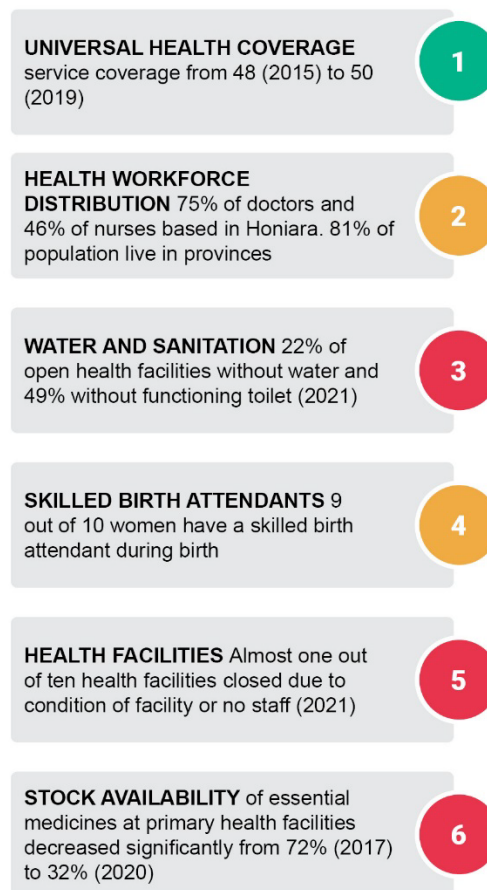 UNIVERSAL HEALTH COVERAGE
service coverage from 48 (2015) to 50
(2019)
1
HEALTH WORKFORCE
DISTRIBUTION 75% of doctors and
46% of nurses based in Honiara. 81% of
population live in provinces
2
WATER AND SANITATION 22% of
open health facilities without water and
49% without functioning toilet (2021)
3
SKILLED BIRTH ATTENDANTS 9
out of 10 women have a skilled birth
attendant during birth
4
HEALTH FACILITIES Almost one out
of ten health facilities closed due to
condition of facility or no staff (2021)
5
STOCK AVAILABILITY of essential
medicines at primary health facilities
decreased significantly from 72% (2017)
to 32% (2020)
6